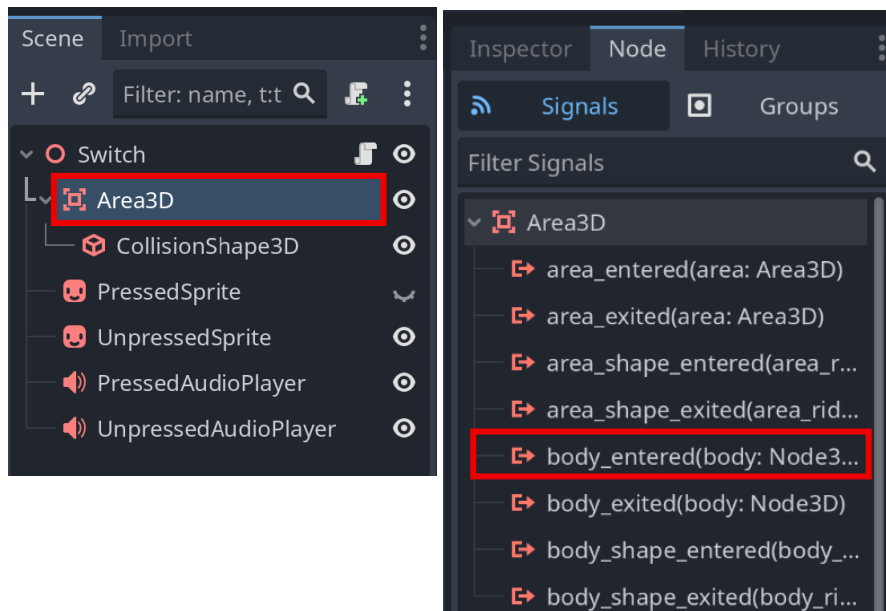 Scene
Import
Filter: name, t:t
Switch
Area3D
CollisionShape3D
PressedSprite
UnpressedSprite
PressedAudioPlayer
UnpressedAudioPlayer
Inspector
Node
History
Signals
Groups
Filter Signals
Area3D
area_entered(area: Area3D)
area_exited(area: Area3D)
area_shape_entered(area_r...
area_shape_exited(area_rid...
body_entered(body: Node3...
body_exited(body: Node3D)
body_shape_entered(body_...
body_shape_exited(body_ri...